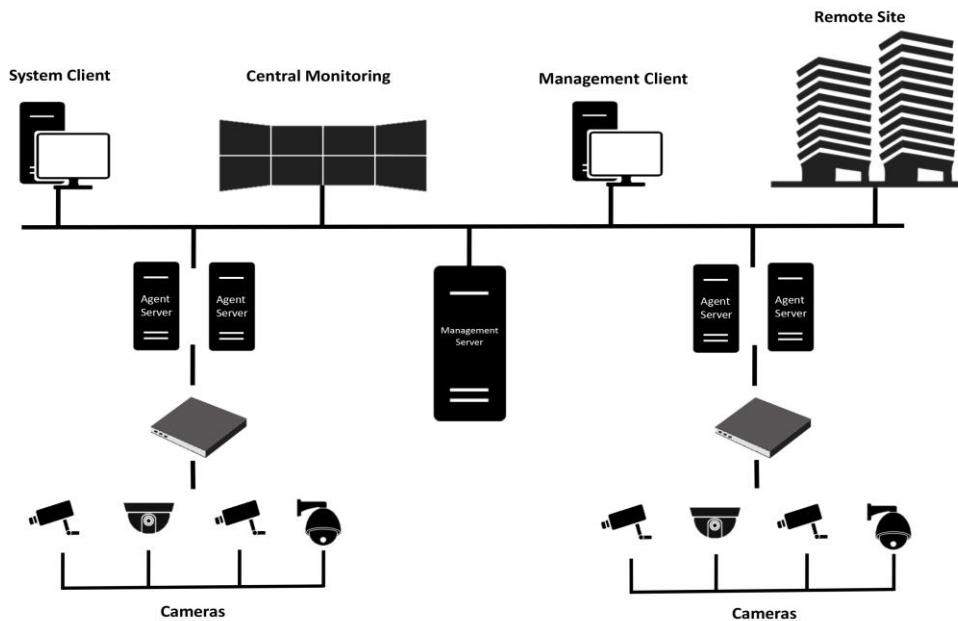 Remote Site
System Client
Central Monitoring
Management Client
Agent
Server
Agent
Server
Management
Server
Agent
Server
Agent
Server
Cameras
Cameras